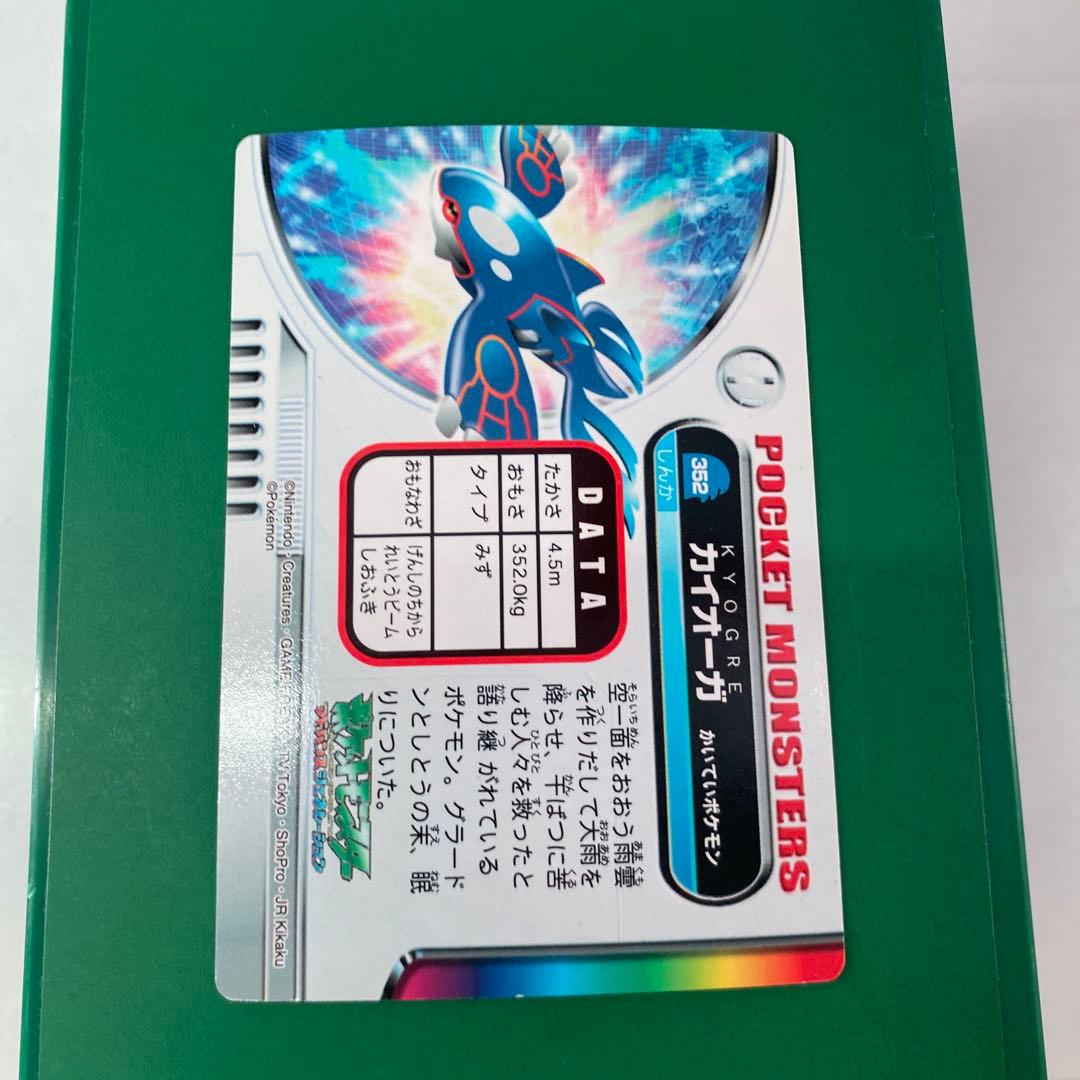 POCKET MONSTERS
352
しんか
KYOGRE
カイオーガ
かいていポケモン
DATA
たかさ 4.5m
おもさ 352.0kg
タイプ みず
おもなわざ げんしのちから
れいとうビーム
しおふき
空一面をおおう雨雲
を作りだして大雨を
降らせ、干ばつに苦
しむ人々を救ったと
語り継がれている
ポケモン。グラード
ンとしとうの末、眠
りについた。
©Nintendo・Creatures・GAME FREAK・TV Tokyo・ShoPro・JR Kikaku
©Pokémon